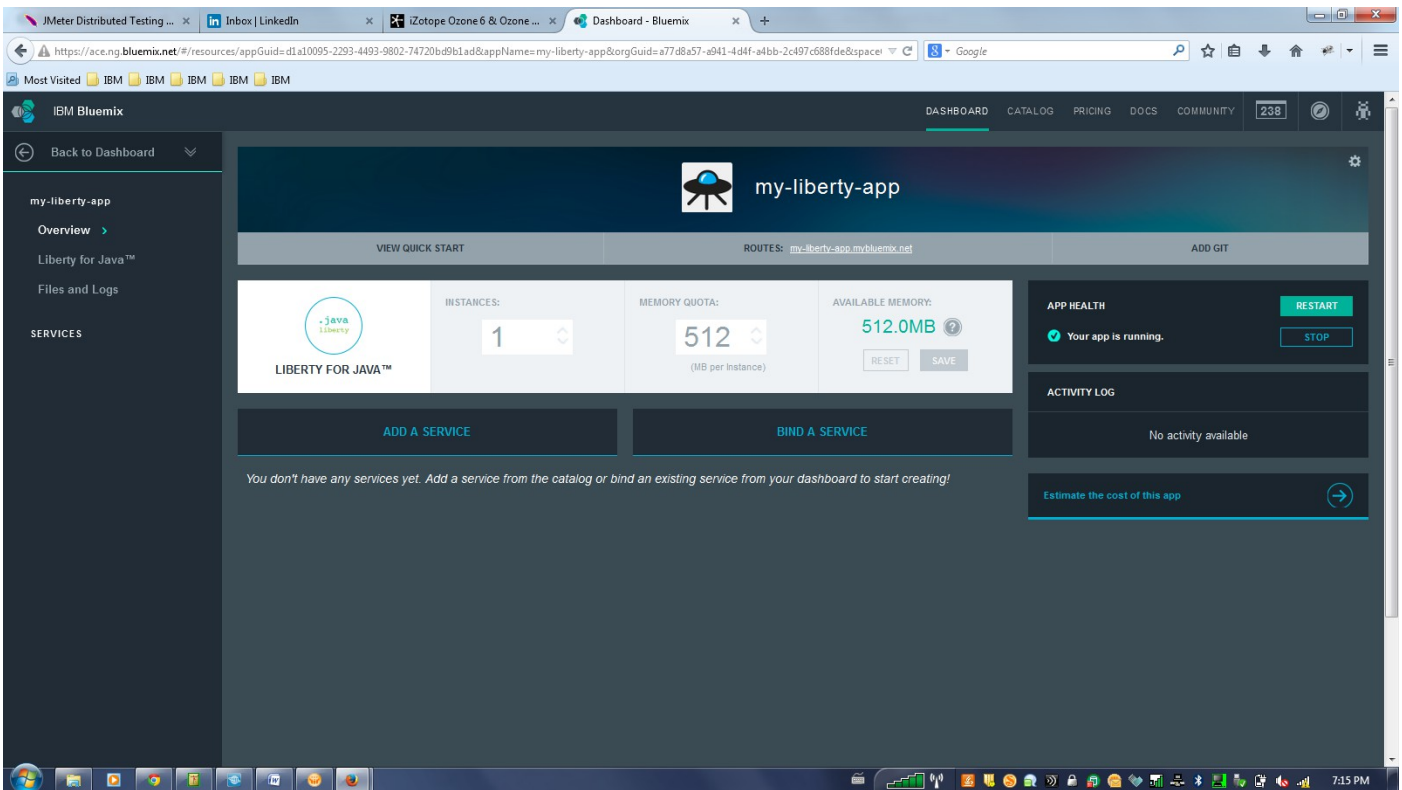 JMeter Distributed Testing ... × Inbox | LinkedIn × iZotope Ozone 6 & Ozone ... × Dashboard - Bluemix × +
https://ace.ng.bluemix.net/#/resources/appGuid=d1a10095-2293-4493-9802-74720bd9b1ad&appName=my-liberty-app&orgGuid=a77d8a57-a941-4d4f-a4bb-2c497c688fde&space Google
Most Visited IBM IBM IBM IBM IBM
IBM Bluemix DASHBOARD CATALOG PRICING DOCS COMMUNITY 238
Back to Dashboard
my-liberty-app
my-liberty-app
Overview >
Liberty for Java™
Files and Logs
SERVICES
VIEW QUICK START ROUTES: my-liberty-app.mybluemix.net ADD GIT
.java
liberty
LIBERTY FOR JAVA™
INSTANCES:
1
MEMORY QUOTA:
512
(MB per Instance)
AVAILABLE MEMORY:
512.0MB ?
RESET SAVE
APP HEALTH RESTART
Your app is running. STOP
ACTIVITY LOG
No activity available
ADD A SERVICE BIND A SERVICE
You don't have any services yet. Add a service from the catalog or bind an existing service from your dashboard to start creating!
Estimate the cost of this app
7:15 PM